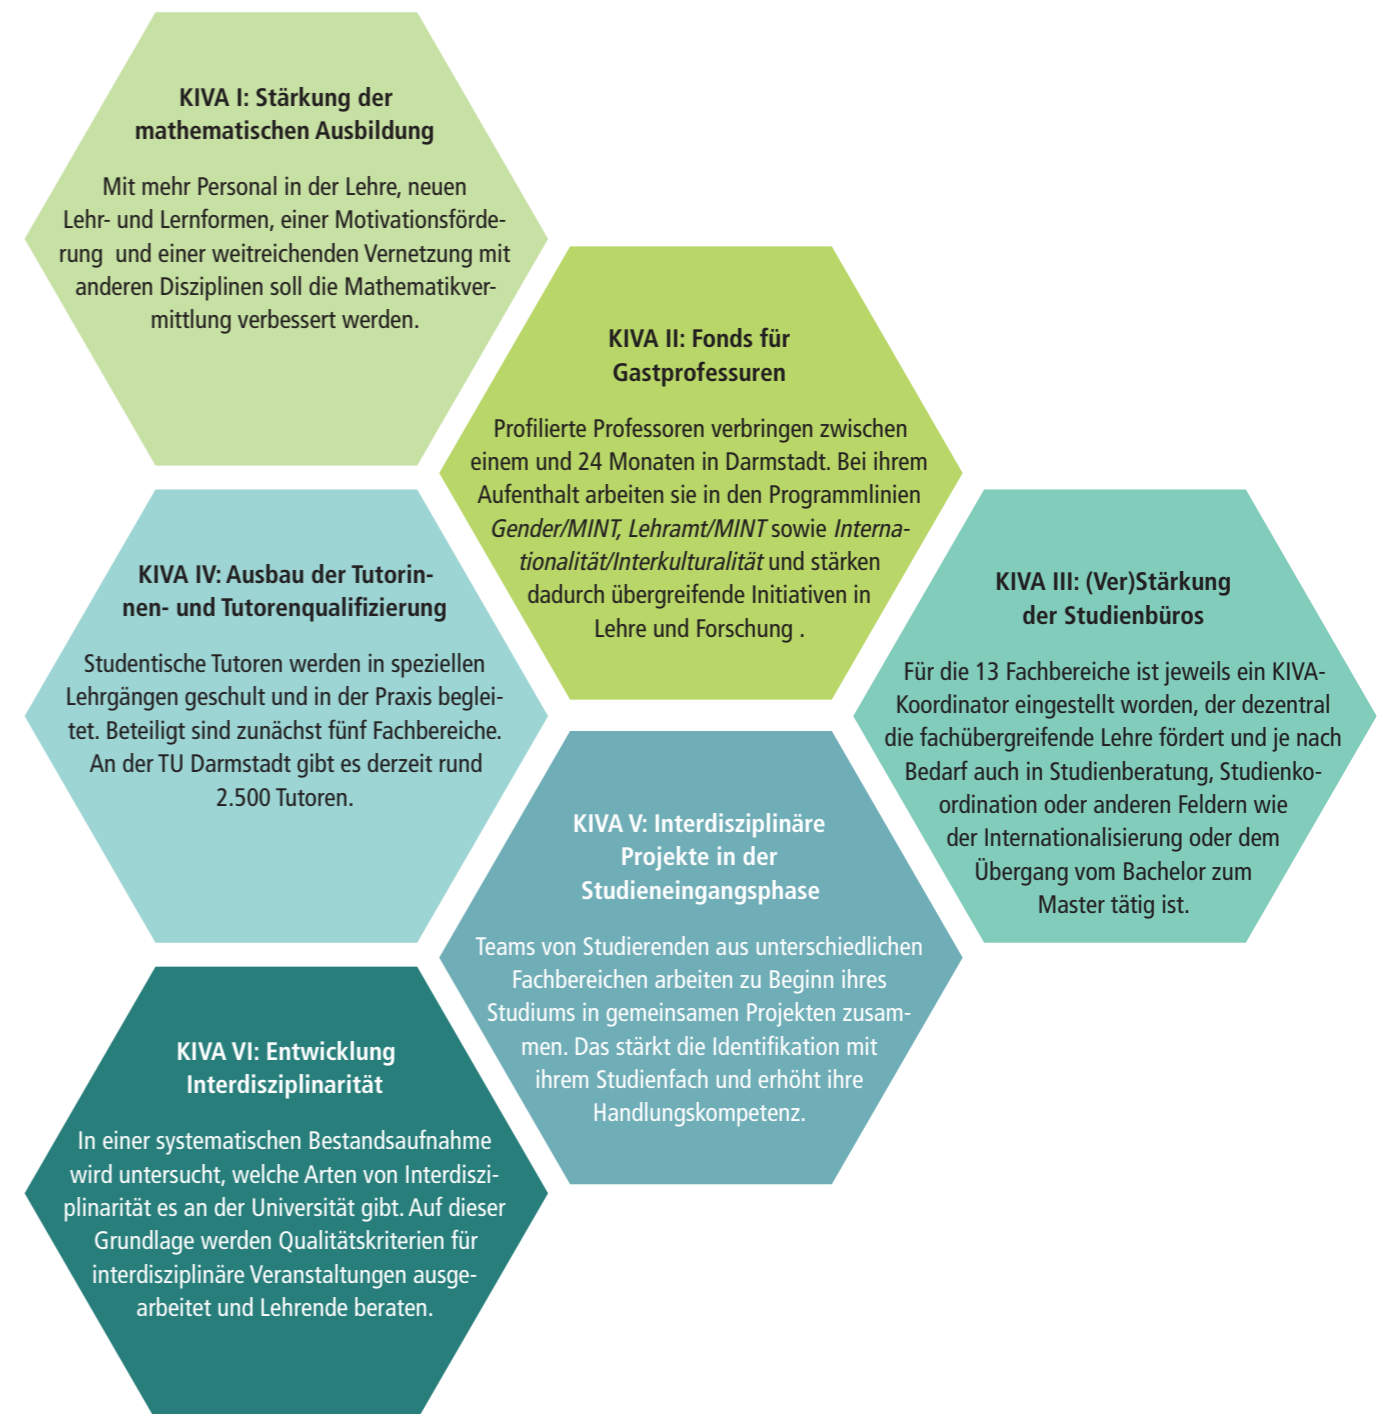 KIVA I: Stärkung der
mathematischen Ausbildung
Mit mehr Personal in der Lehre, neuen
Lehr- und Lernformen, einer Motivationsförde-
rung und einer weitreichenden Vernetzung mit
anderen Disziplinen soll die Mathematikver-
mittlung verbessert werden.
KIVA II: Fonds für
Gastprofessuren
Profilierte Professoren verbringen zwischen
einem und 24 Monaten in Darmstadt. Bei ihrem
Aufenthalt arbeiten sie in den Programmlinien
Gender/MINT, Lehramt/MINT sowie Interna-
tionalität/Interkulturalität und stärken
dadurch übergreifende Initiativen in
Lehre und Forschung .
KIVA III: (Ver)Stärkung
der Studienbüros
Für die 13 Fachbereiche ist jeweils ein KIVA-
Koordinator eingestellt worden, der dezentral
die fachübergreifende Lehre fördert und je nach
Bedarf auch in Studienberatung, Studienko-
ordination oder anderen Feldern wie
der Internationalisierung oder dem
Übergang vom Bachelor zum
Master tätig ist.
KIVA IV: Ausbau der Tutorin-
nen- und Tutorenqualifizierung
Studentische Tutoren werden in speziellen
Lehrgängen geschult und in der Praxis beglei-
tet. Beteiligt sind zunächst fünf Fachbereiche.
An der TU Darmstadt gibt es derzeit rund
2.500 Tutoren.
KIVA V: Interdisziplinäre
Projekte in der
Studieneingangsphase
Teams von Studierenden aus unterschiedlichen
Fachbereichen arbeiten zu Beginn ihres
Studiums in gemeinsamen Projekten zusam-
men. Das stärkt die Identifikation mit
ihrem Studienfach und erhöht ihre
Handlungskompetenz.
KIVA VI: Entwicklung
Interdisziplinarität
In einer systematischen Bestandsaufnahme
wird untersucht, welche Arten von Interdiszi-
plinarität es an der Universität gibt. Auf dieser
Grundlage werden Qualitätskriterien für
interdisziplinäre Veranstaltungen ausge-
arbeitet und Lehrende beraten.